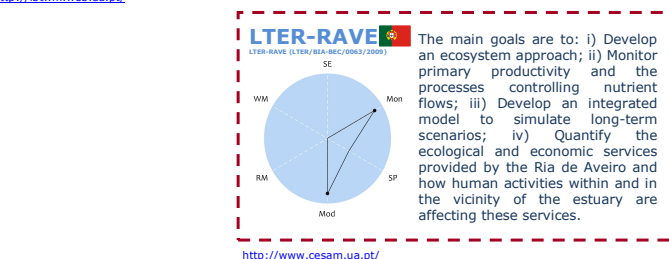 LTER-RAVE
LTER-RAVE (LTER/BIA-BEC/0063/2009)
SE
WM
Mon
RM
SP
Mod
The main goals are to: i) Develop
an ecosystem approach; ii) Monitor
primary productivity and the
processes controlling nutrient
flows; iii) Develop an integrated
model to simulate long-term
scenarios; iv) Quantify the
ecological and economic services
provided by the Ria de Aveiro and
how human activities within and in
the vicinity of the estuary are
affecting these services.
http://www.cesam.ua.pt/